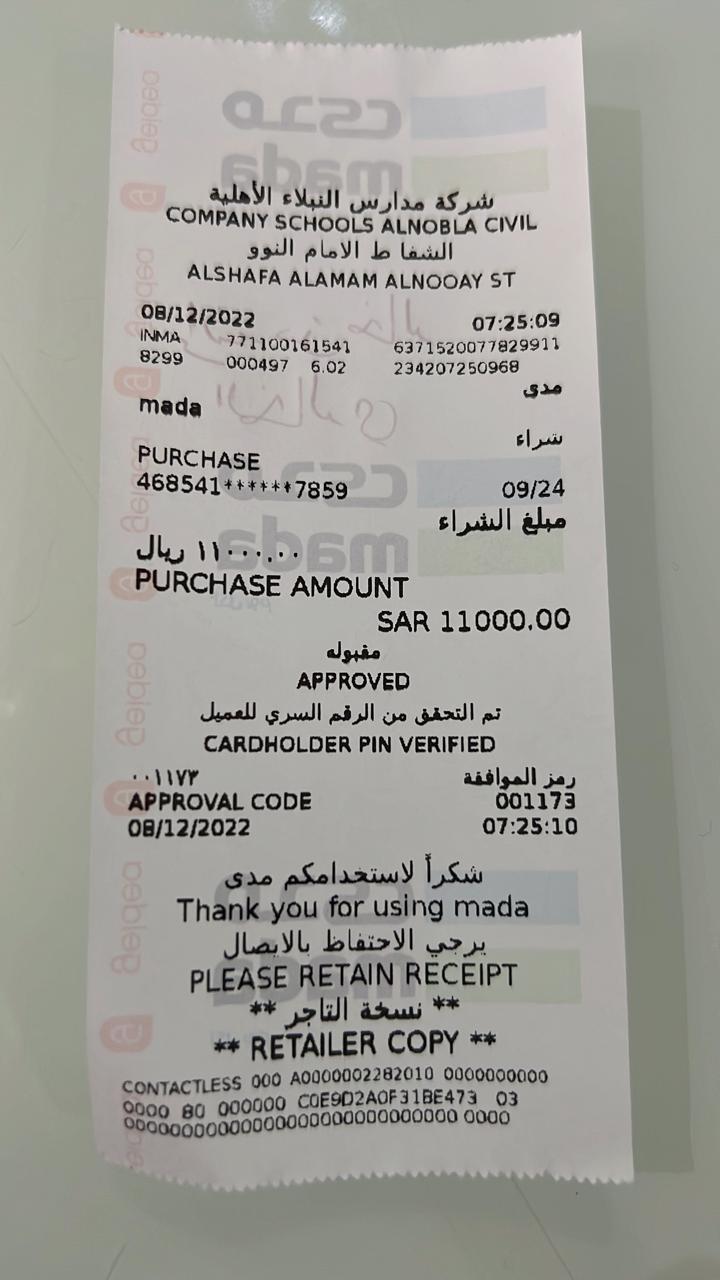 شركة مدارس النبلاء الأهلية
COMPANY SCHOOLS ALNOBLA CIVIL
الشفا ط الامام النوو
ALSHAFA ALAMAM ALNOOAY ST
08/12/2022 07:25:09
INMA 771100161541 6371520077829911
8299 000497 6.02 234207250968
مدى
mada
شراء
PURCHASE
468541******7859 09/24
مبلغ الشراء
١١٠٠٠.٠٠ ريال
PURCHASE AMOUNT
SAR 11000.00
مقبوله
APPROVED
تم التحقق من الرقم السري للعميل
CARDHOLDER PIN VERIFIED
رمز الموافقة ٠٠١١٧٣
APPROVAL CODE 001173
08/12/2022 07:25:10
شكراً لاستخدامكم مدى
Thank you for using mada
يرجي الاحتفاظ بالايصال
PLEASE RETAIN RECEIPT
** نسخة التاجر **
** RETAILER COPY **
CONTACTLESS 000 A0000002282010 0000000000
0000 80 000000 C0E9D2A0F31BE473 03